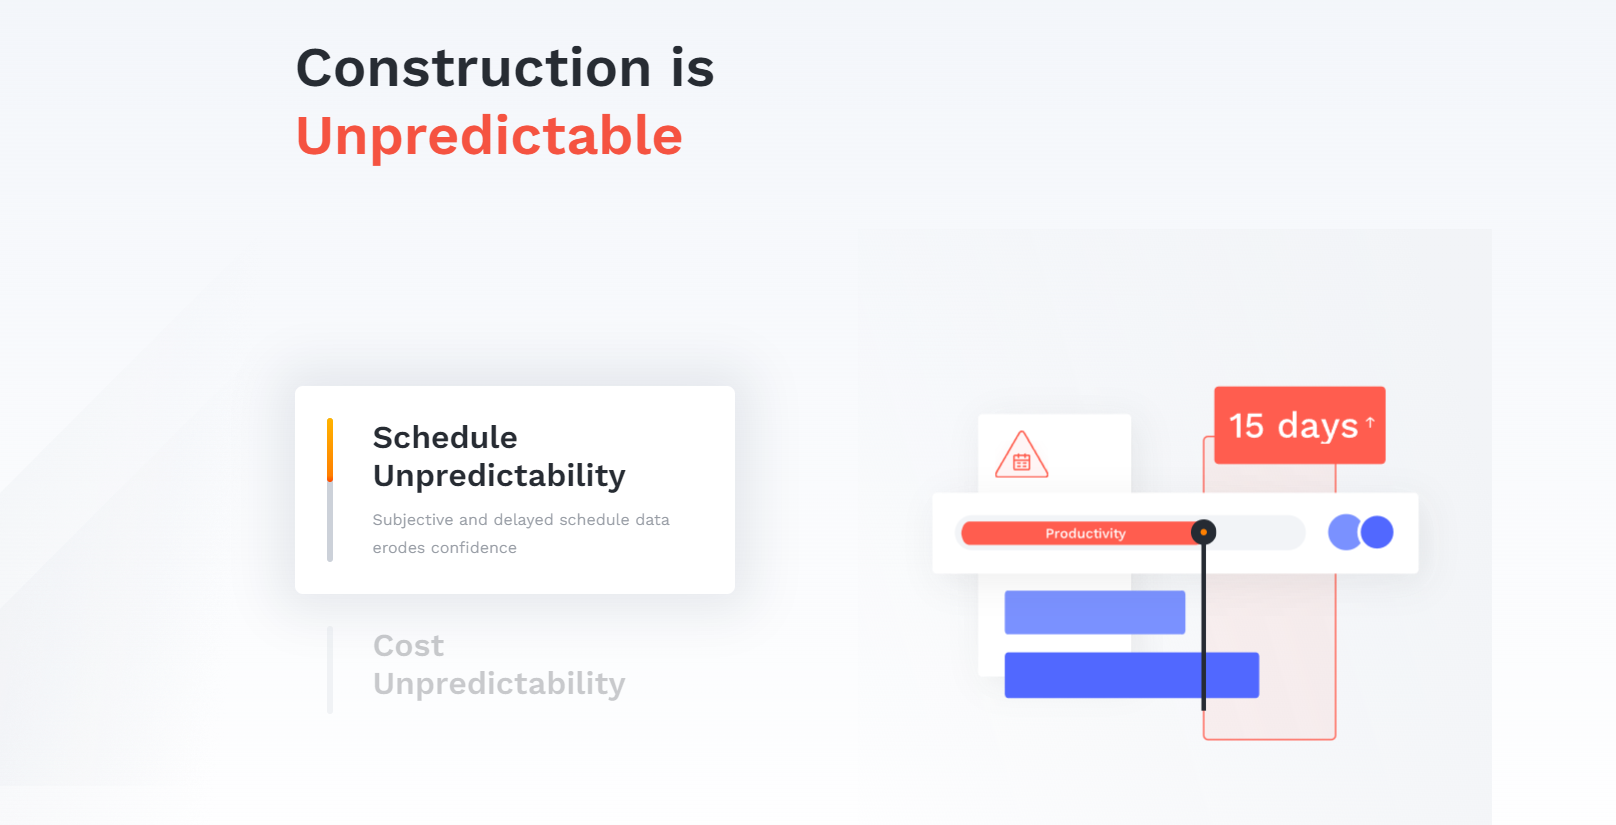 Construction is
Unpredictable
Schedule
Unpredictability
Subjective and delayed schedule data
erodes confidence
Cost
Unpredictability
15 days ↑
Productivity